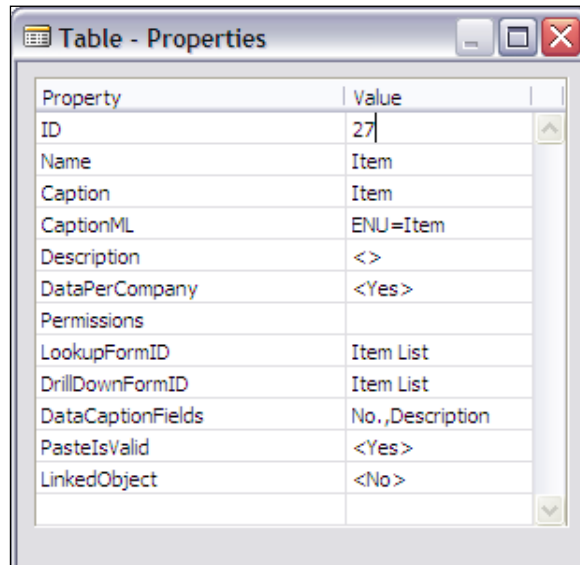 Table - Properties
Property Value
ID 27
Name Item
Caption Item
CaptionML ENU=Item
Description <>
DataPerCompany <Yes>
Permissions
LookupFormID Item List
DrillDownFormID Item List
DataCaptionFields No.,Description
PasteIsValid <Yes>
LinkedObject <No>